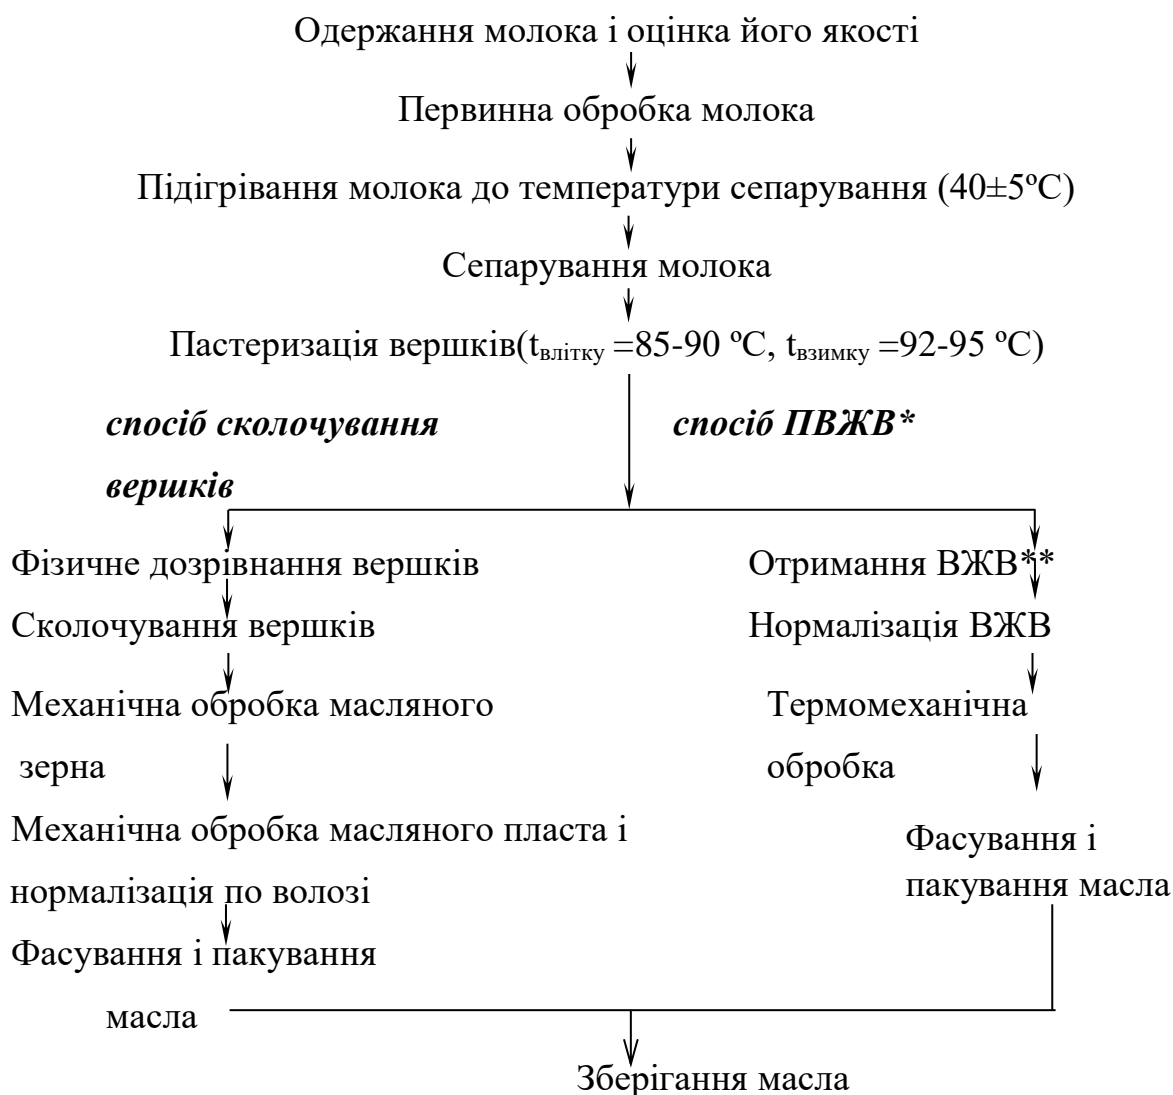 Одержання молока і оцінка його якості
Первинна обробка молока
Підігрівання молока до температури сепарування (40±5ºС)
Сепарування молока
Пастеризація вершків(tвлітку =85-90 ºС, tвзимку =92-95 ºС)
спосіб сколочування
вершків
спосіб ПВЖВ*
Фізичне дозрівнання вершків
Сколочування вершків
Механічна обробка масляного
зерна
Механічна обробка масляного пласта і
нормалізація по волозі
Фасування і пакування
масла
Отримання ВЖВ**
Нормалізація ВЖВ
Термомеханічна
обробка
Фасування і
пакування масла
Зберігання масла